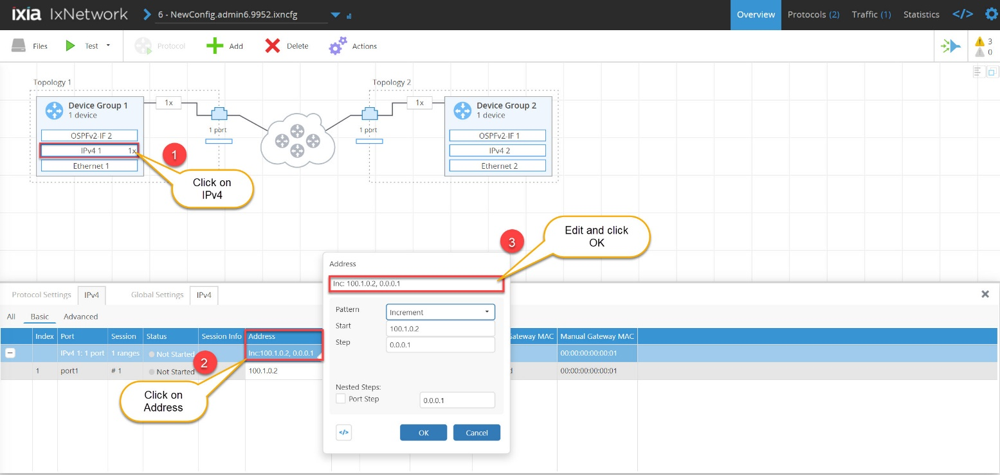 ixia IxNetwork 6 - NewConfig.admin6.9952.ixncfg Overview Protocols (2) Traffic (1) Statistics </>
Files Test Protocol Add Delete Actions 3
0
Topology 1 Topology 2
Device Group 1
1 device
OSPFv2-IF 2
IPv4 1 1x
Ethernet 1
1x
1 port
1x
1 port
Device Group 2
1 device
OSPFv2-IF 1
IPv4 2
Ethernet 2
1
Click on
IPv4
3
Edit and click
OK
Address
Inc: 100.1.0.2, 0.0.0.1
Pattern Increment
Start 100.1.0.2
Step 0.0.0.1
Nested Steps:
Port Step 0.0.0.1
</> OK Cancel
Protocol Settings IPv4 Global Settings IPv4
All Basic Advanced
Index Port Session Status Session Info Address ateway MAC Manual Gateway MAC
IPv4 1: 1 port 1 ranges Not Started Inc:100.1.0.2, 0.0.0.1 00:00:00:00:00:01
1 port1 # 1 Not Started 100.1.0.2 d 00:00:00:00:00:01
2
Click on
Address